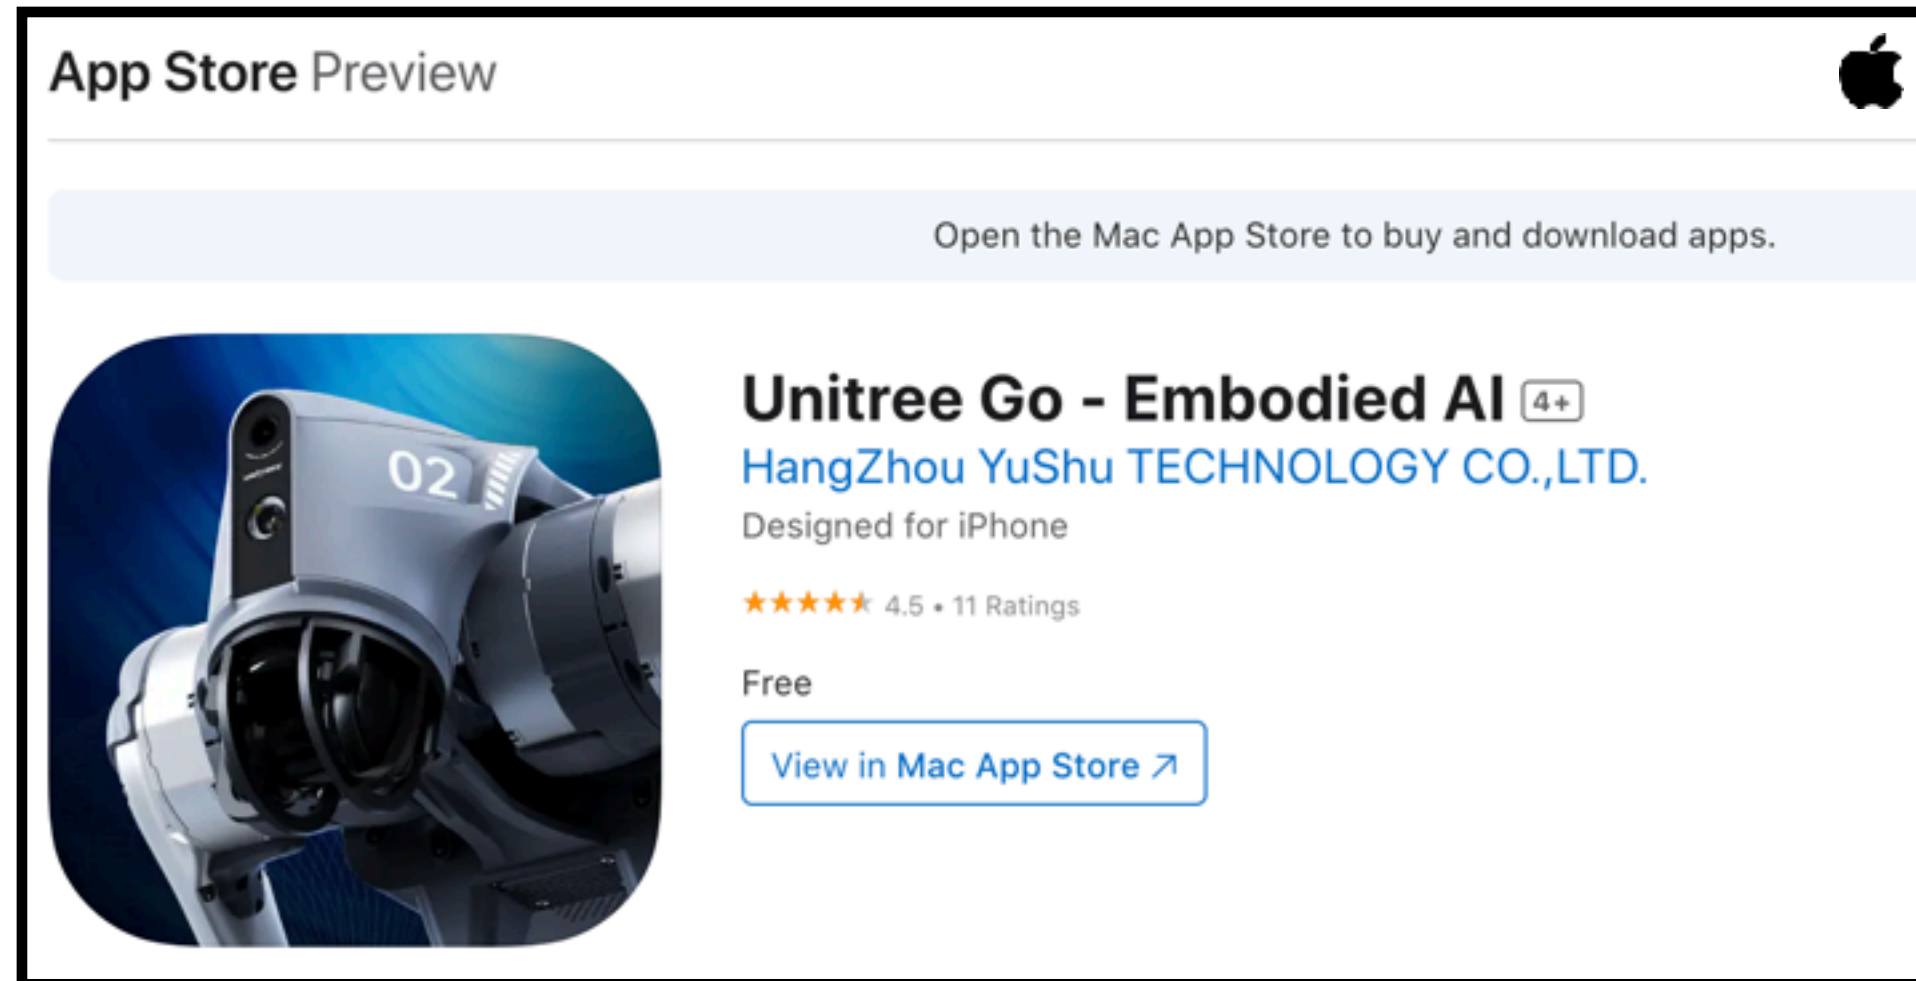 App Store Preview
Open the Mac App Store to buy and download apps.
02
Unitree Go - Embodied AI 4+
HangZhou YuShu TECHNOLOGY CO.,LTD.
Designed for iPhone
4.5 • 11 Ratings
Free
View in Mac App Store ↗